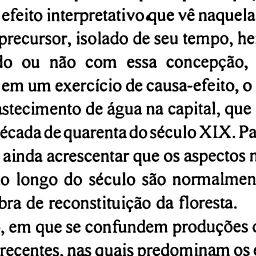 efeito interpretativo que vê naquela
precursor, isolado de seu tempo, he
do ou não com essa concepção,
em um exercício de causa-efeito, o
astecimento de água na capital, que
écada de quarenta do século XIX. Pa
ainda acrescentar que os aspectos n
o longo do século são normalmen
bra de reconstituição da floresta.
, em que se confundem produções
recentes, nas quais predominam os e